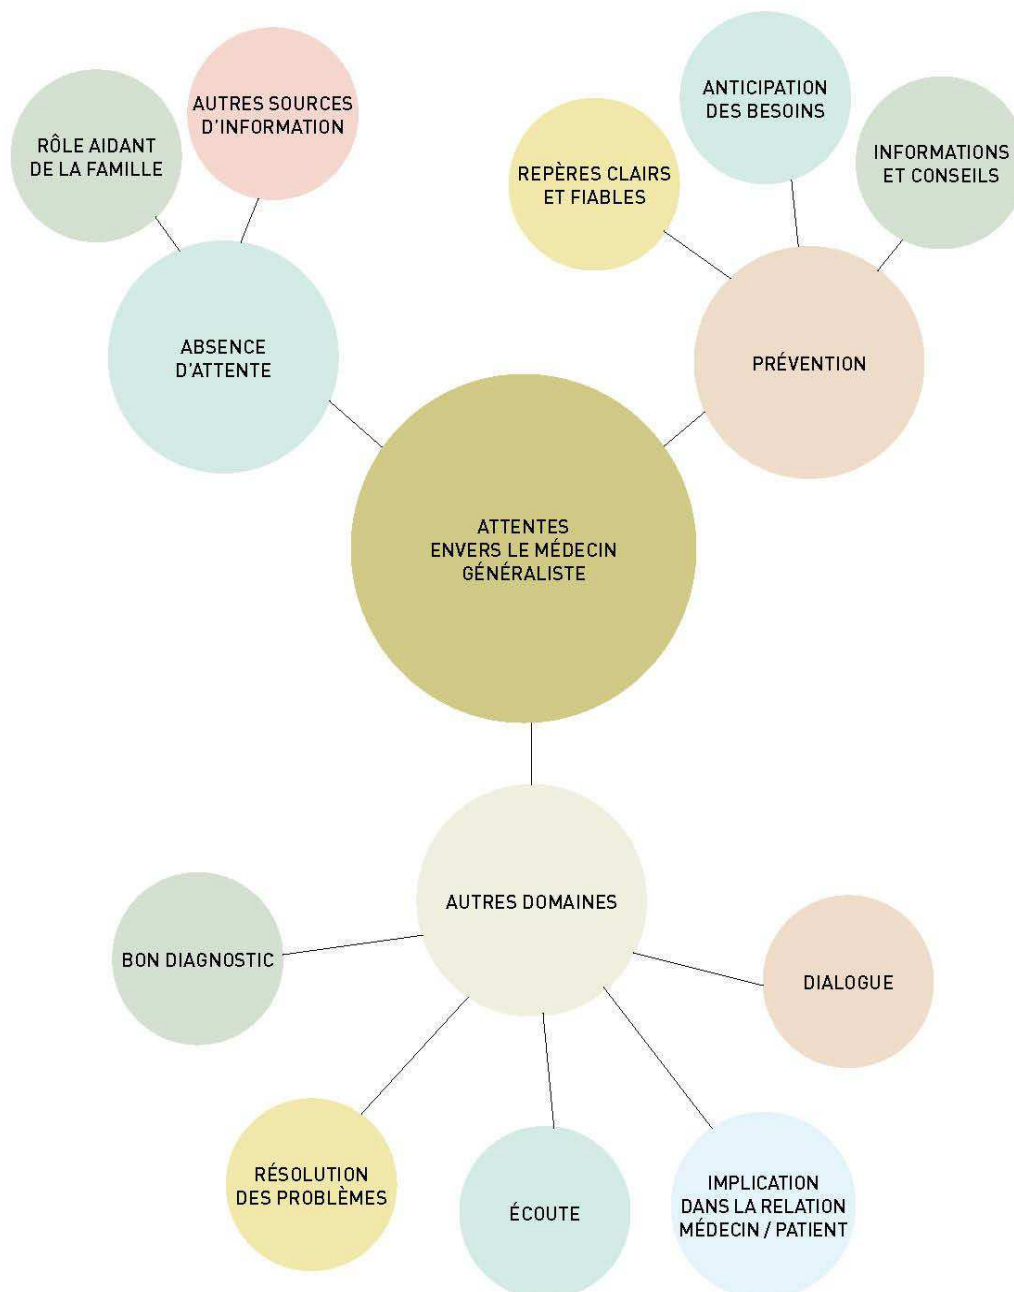 RÔLE AIDANT
DE LA FAMILLE
AUTRES SOURCES
D'INFORMATION
ANTICIPATION
DES BESOINS
REPÈRES CLAIRS
ET FIABLES
INFORMATIONS
ET CONSEILS
ABSENCE
D'ATTENTE
PRÉVENTION
ATTENTES
ENVERS LE MÉDECIN
GÉNÉRALISTE
AUTRES DOMAINES
BON DIAGNOSTIC
DIALOGUE
RÉSOLUTION
DES PROBLÈMES
ÉCOUTE
IMPLICATION
DANS LA RELATION
MÉDECIN / PATIENT